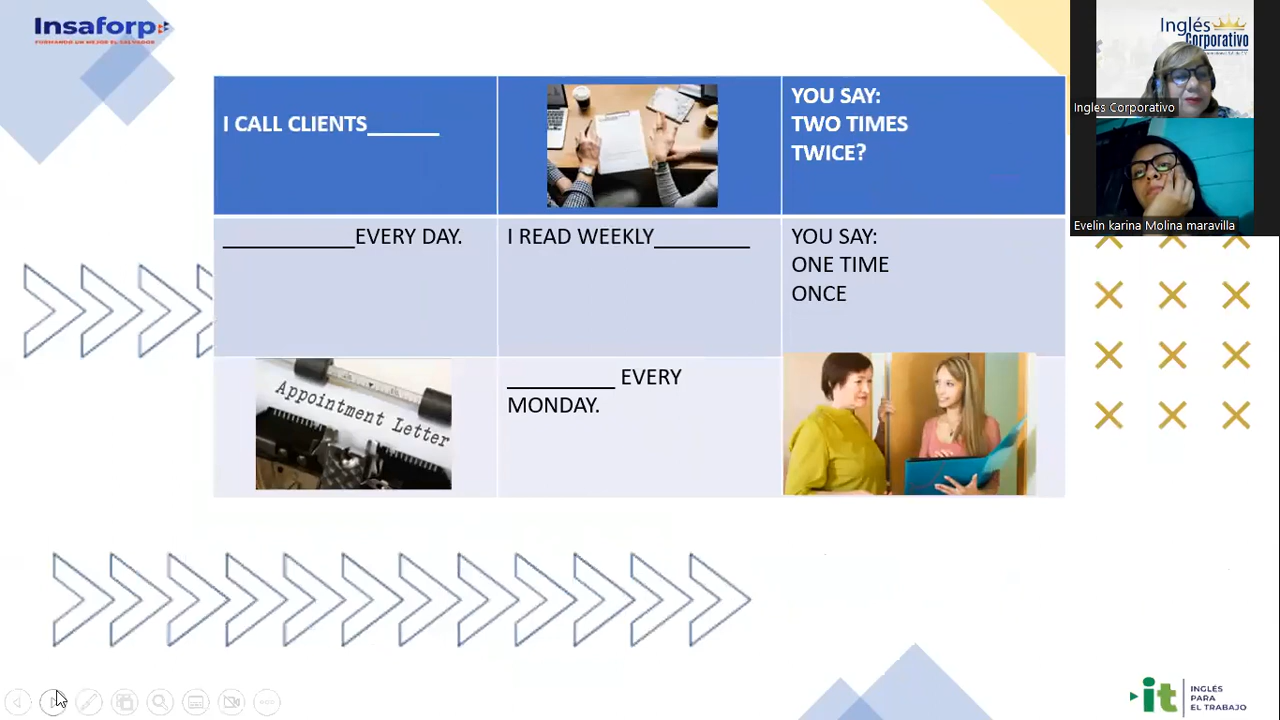 Insaforp
FORMANDO UN MEJOR EL SALVADOR
I CALL CLIENTS______
YOU SAY:
TWO TIMES
TWICE?
___________EVERY DAY.
I READ WEEKLY________
YOU SAY:
ONE TIME
ONCE
Appointment Letter
_________ EVERY
MONDAY.
Inglés
Corporativo
Ingles Corporativo
Evelin karina Molina maravilla
it
INGLÉS
PARA
EL TRABAJO